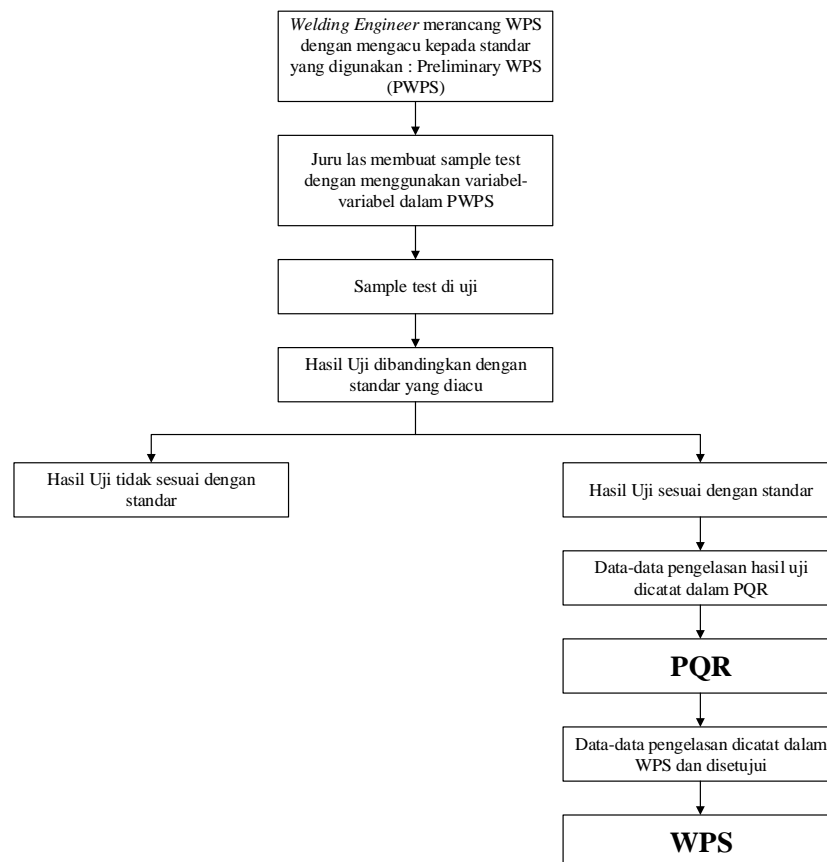 Welding Engineer merancang WPS
dengan mengacu kepada standar
yang digunakan : Preliminary WPS
(PWPS)
Juru las membuat sample test
dengan menggunakan variabel-
variabel dalam PWPS
Sample test di uji
Hasil Uji dibandingkan dengan
standar yang diacu
Hasil Uji tidak sesuai dengan
standar
Hasil Uji sesuai dengan standar
Data-data pengelasan hasil uji
dicatat dalam PQR
PQR
Data-data pengelasan dicatat dalam
WPS dan disetujui
WPS